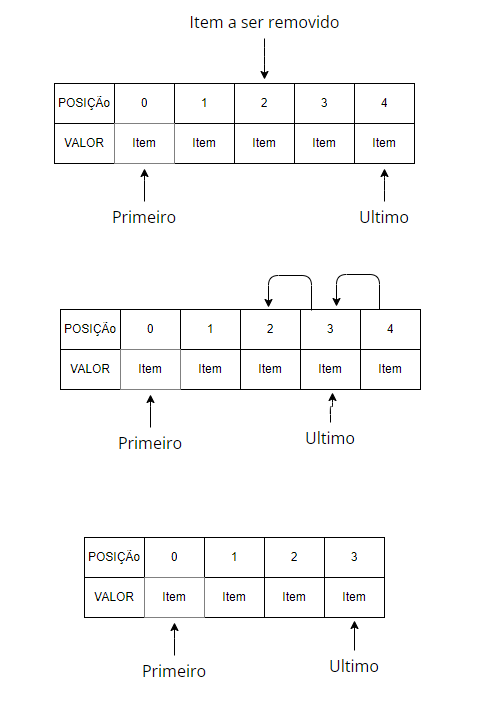 Item a ser removido
POSIÇÃo 0 1 2 3 4
VALOR Item Item Item Item Item
Primeiro Ultimo
POSIÇÃo 0 1 2 3 4
VALOR Item Item Item Item Item
Primeiro Ultimo
POSIÇÃo 0 1 2 3
VALOR Item Item Item Item
Primeiro Ultimo